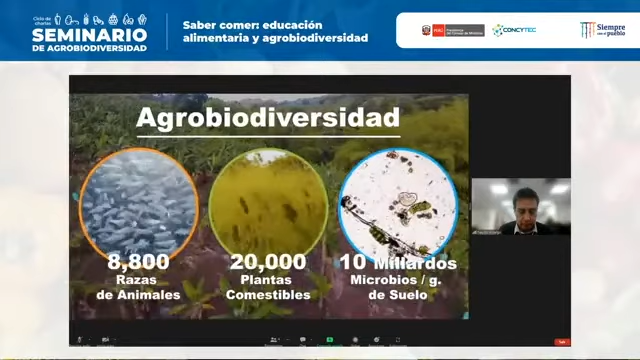 Ciclo de charlas
SEMINARIO
DE AGROBIODIVERSIDAD
Saber comer: educación
alimentaria y agrobiodiversidad
CONCYTEC
Siempre
con el pueblo
Agrobiodiversidad
8,800
Razas
de Animales
20,000
Plantas
Comestibles
10 Millardos
Microbios / g.
de Suelo